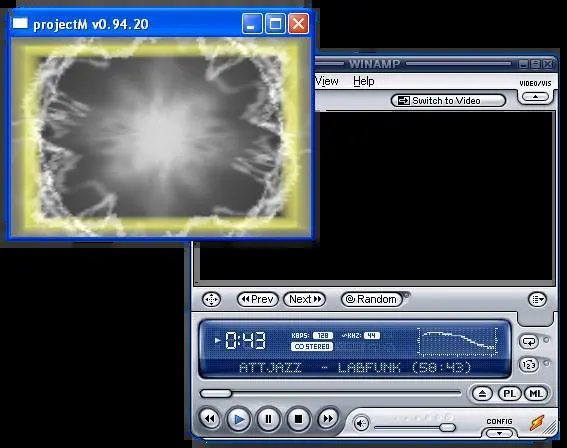 projectM v0.94.20
WINAMP
View Help
VIDEO/VIS
Switch to Video
Prev Next Random
0:43
KBPS: 128 KHZ: 44
STEREO
ATTJAZZ - LABFUNK (58:43)
123
PL ML
CONFIG